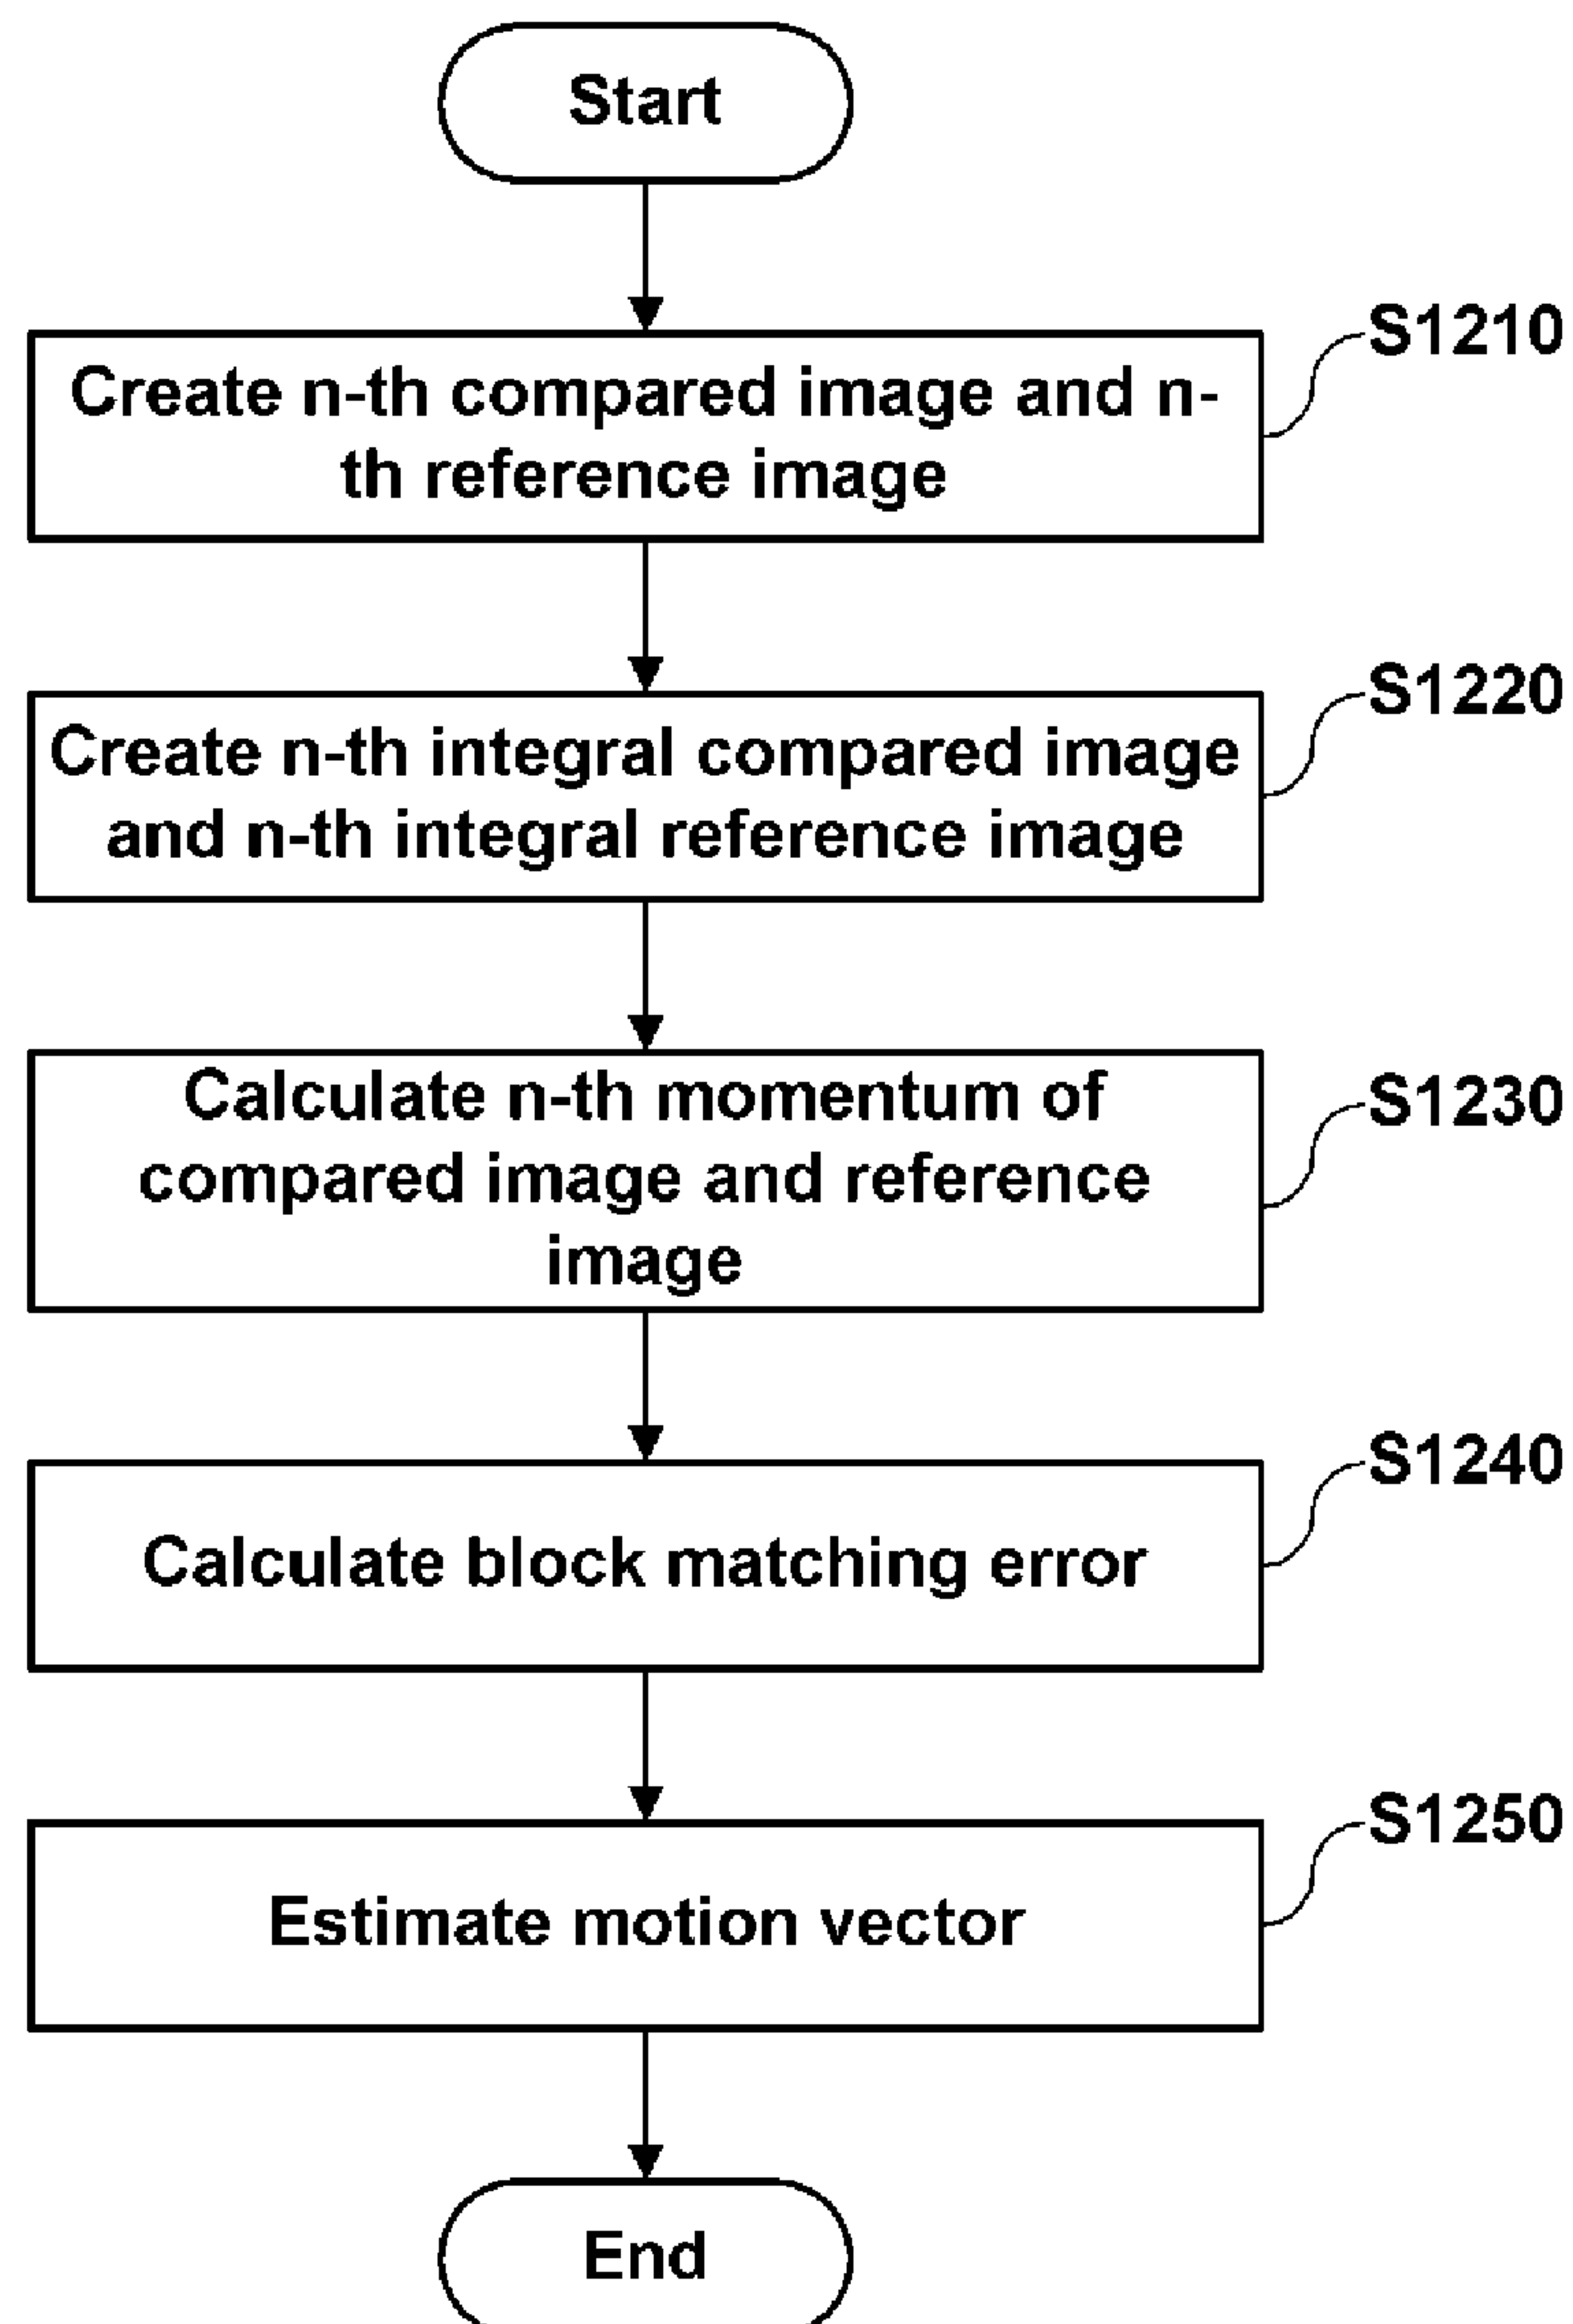 Start
S1210
Create n-th compared image and n-
th reference image
S1220
Create n-th integral compared image
and n-th integral reference image
S1230
Calculate n-th momentum of
compared image and reference
image
S1240
Calculate block matching error
S1250
Estimate motion vector
End